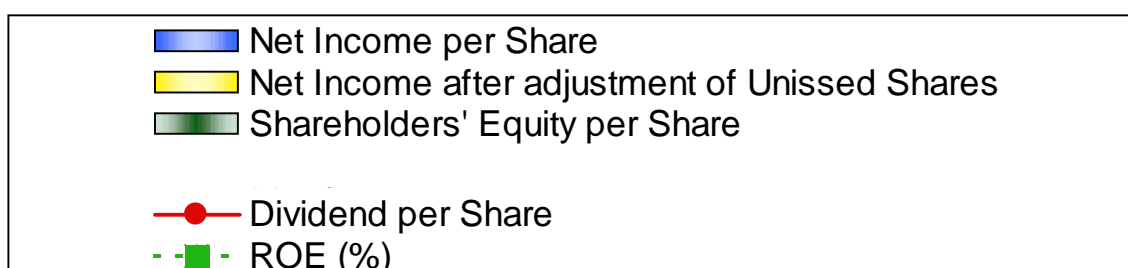 Net Income per Share
Net Income after adjustment of Unissed Shares
Shareholders' Equity per Share
Dividend per Share
ROE (%)